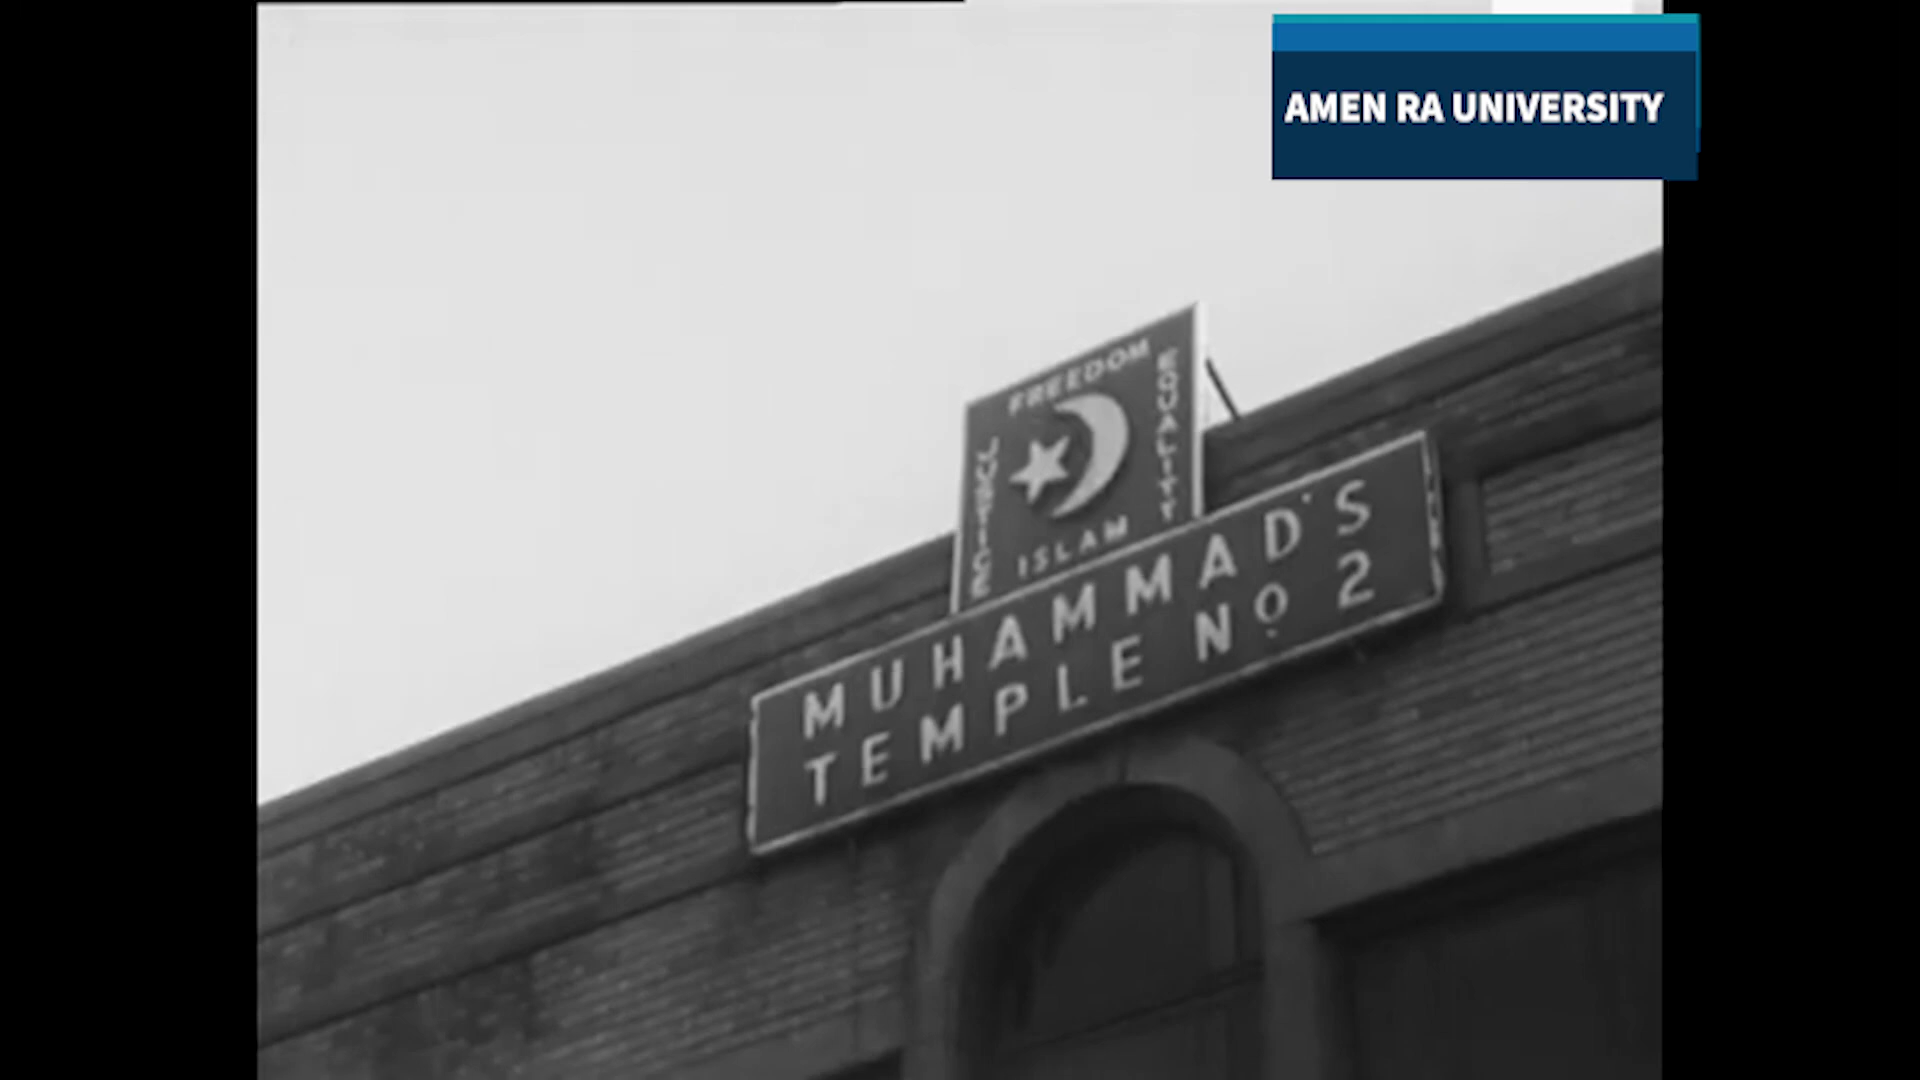 AMEN RA UNIVERSITY
FREEDOM
JUSTICE
EQUALITY
ISLAM
MUHAMMAD'S
TEMPLE No 2